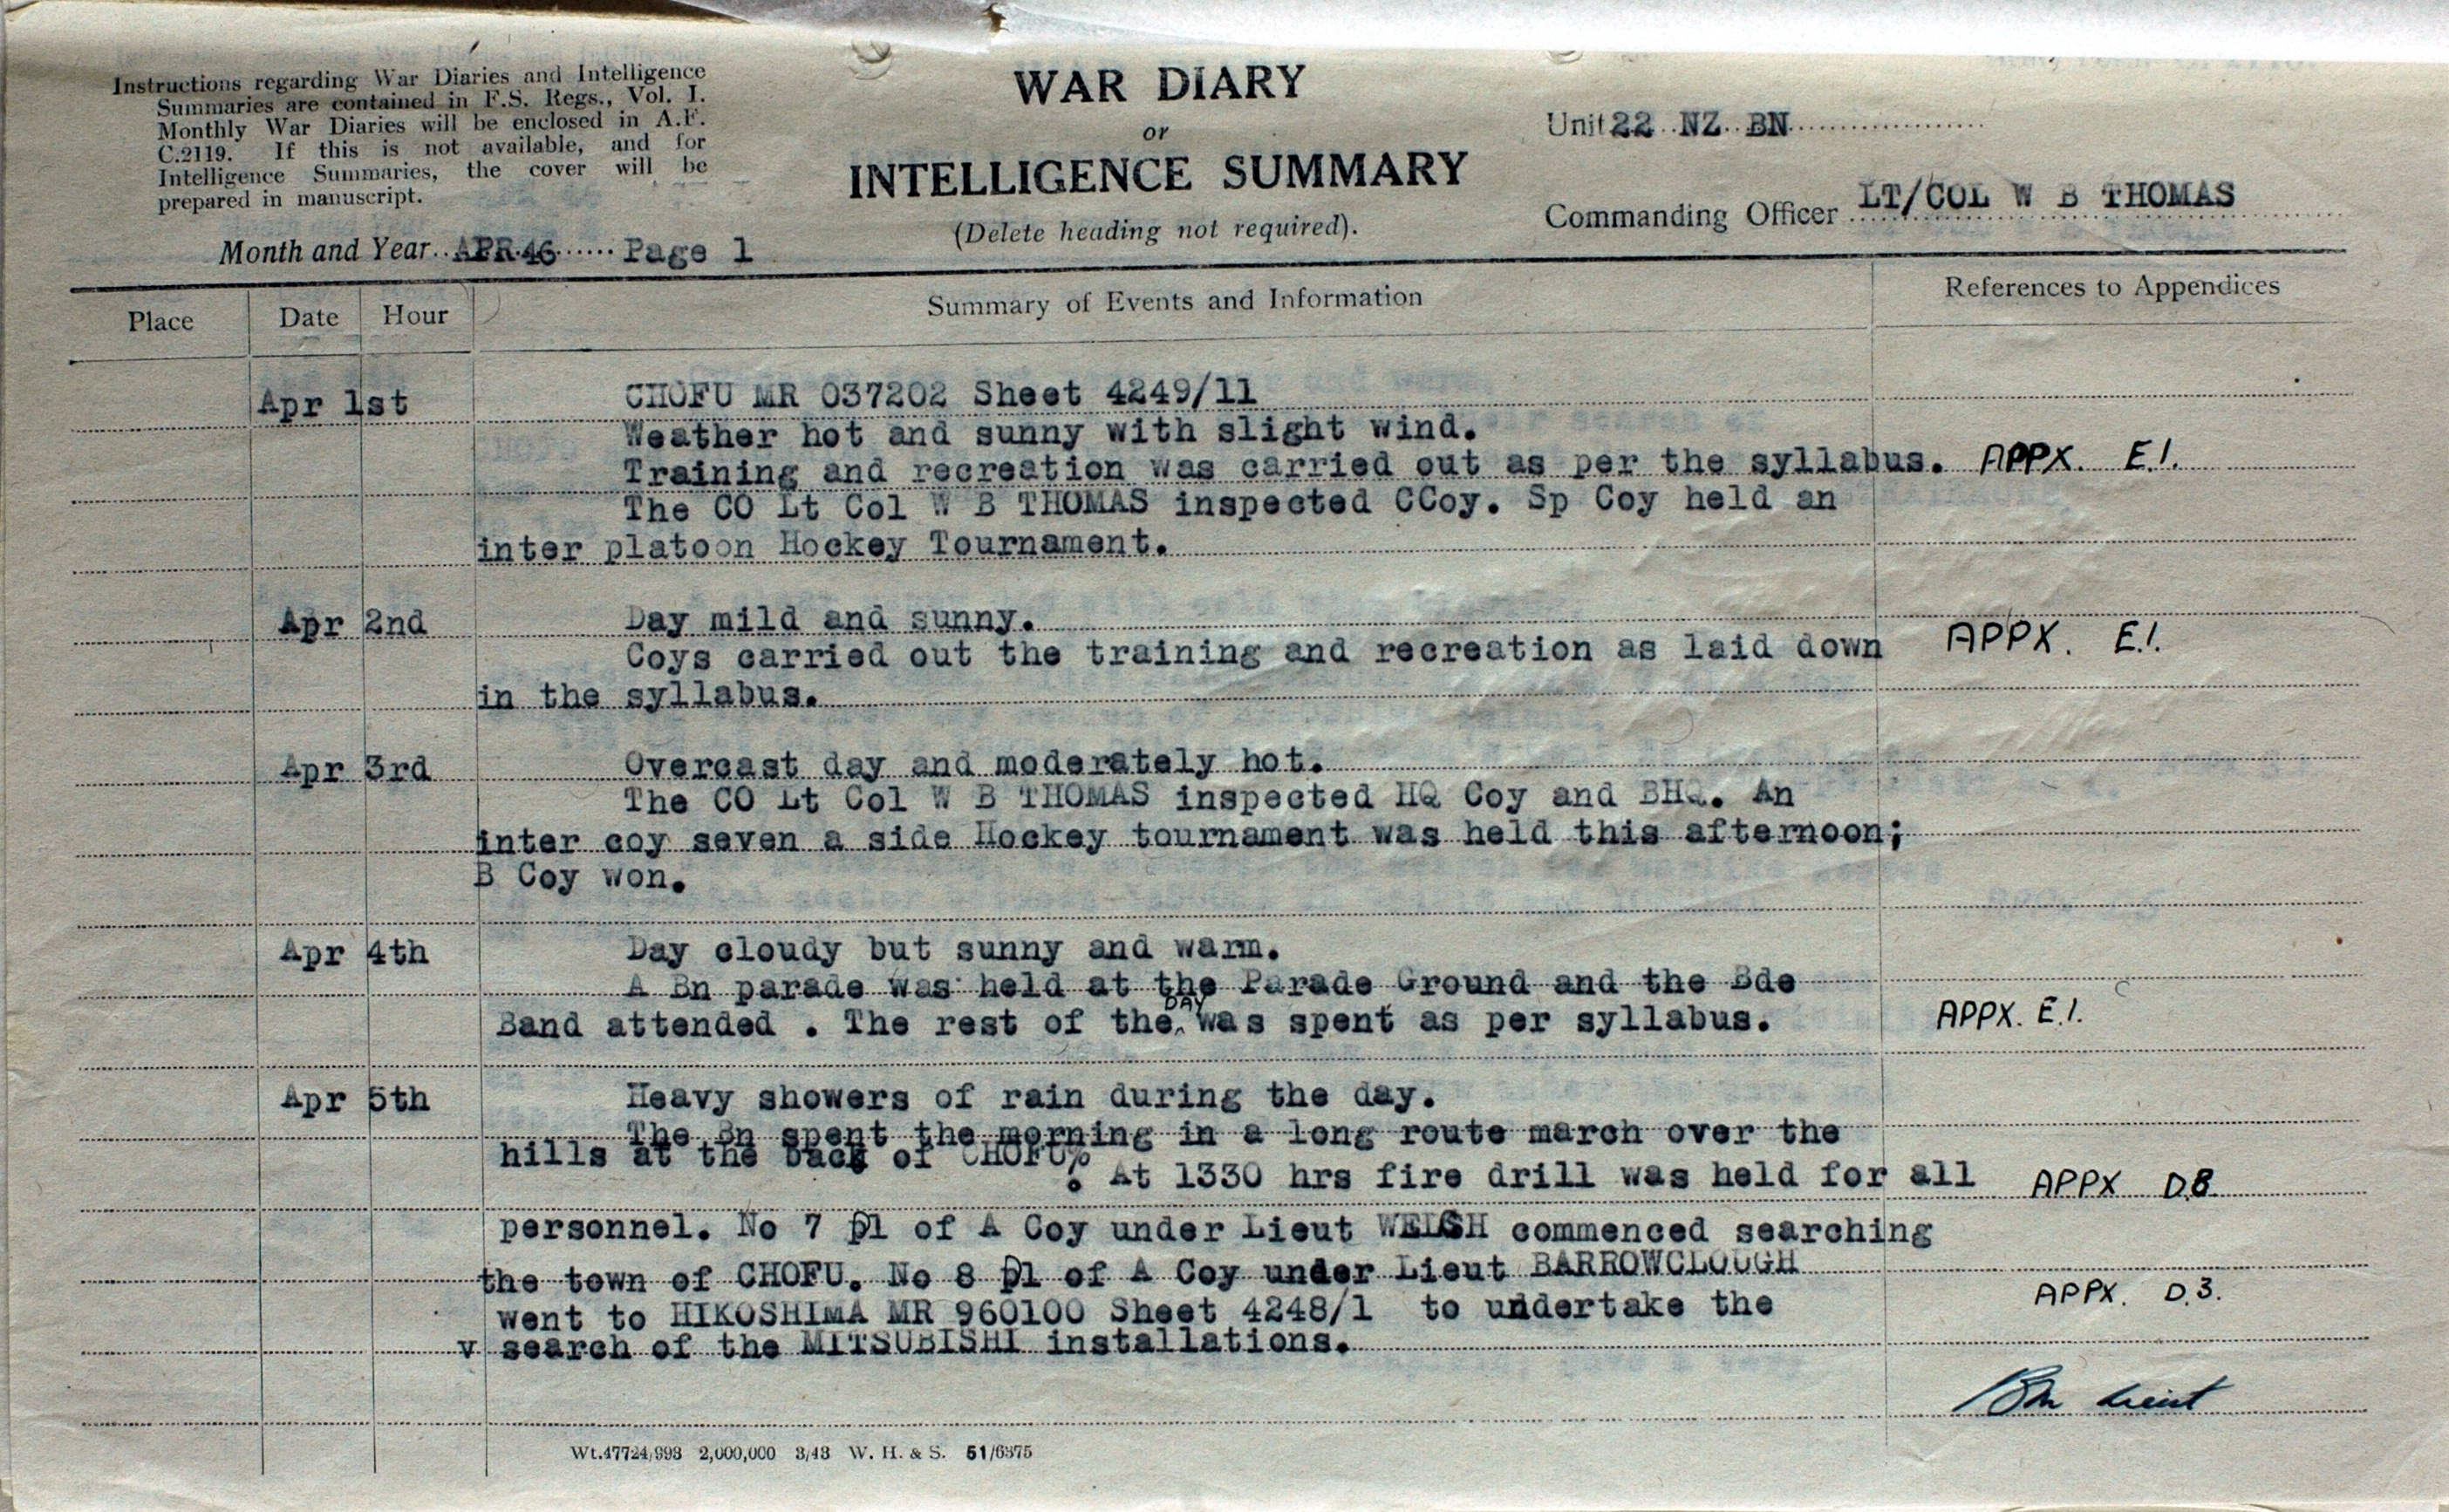 Instructions regarding War Diaries and Intelligence
Summaries are contained in F.S. Regs., Vol. I.
Monthly War Diaries will be enclosed in A.F.
C.2119. If this is not available, and for
Intelligence Summaries, the cover will be
prepared in manuscript.
Month and Year APR 46 Page 1
WAR DIARY
or
INTELLIGENCE SUMMARY
(Delete heading not required).
Unit 22 NZ BN
Commanding Officer LT/COL W B THOMAS
Place Date Hour Summary of Events and Information References to Appendices
Apr 1st CHOFU MR 037202 Sheet 4249/11
Weather hot and sunny with slight wind.
Training and recreation was carried out as per the syllabus. APPX. E.1.
The CO Lt Col W B THOMAS inspected CCoy. Sp Coy held an
inter platoon Hockey Tournament.
Apr 2nd Day mild and sunny.
Coys carried out the training and recreation as laid down APPX. E.1.
in the syllabus.
Apr 3rd Overcast day and moderately hot.
The CO Lt Col W B THOMAS inspected HQ Coy and BHQ. An
inter coy seven a side Hockey tournament was held this afternoon;
B Coy won.
Apr 4th Day cloudy but sunny and warm.
A Bn parade was held at the Parade Ground and the Bde
Band attended . The rest of the DAY was spent as per syllabus. APPX. E.1.
Apr 5th Heavy showers of rain during the day.
The Bn spent the morning in a long route march over the
hills at the back of CHOFU%
. At 1330 hrs fire drill was held for all APPX D.8.
personnel. No 7 pl of A Coy under Lieut WEIGH commenced searching
the town of CHOFU. No 8 pl of A Coy under Lieut BARROWCLOUGH
went to HIKOSHIMA MR 960100 Sheet 4248/1 to undertake the APPX. D.3.
v search of the MITSUBISHI installations.
Lieut
Wt.47724/993 2,000,000 3/43 W. H. & S. 51/6375